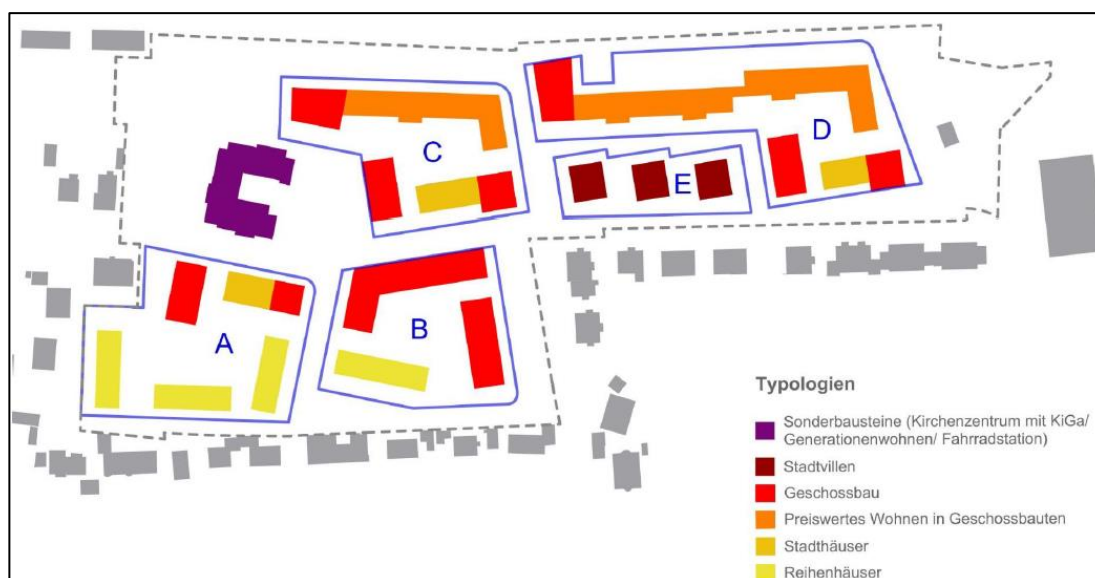 C
D
E
A
B
Typologien
Sonderbausteine (Kirchenzentrum mit KiGa/
Generationenwohnen/ Fahrradstation)
Stadtvillen
Geschossbau
Preiswertes Wohnen in Geschossbauten
Stadthäuser
Reihenhäuser